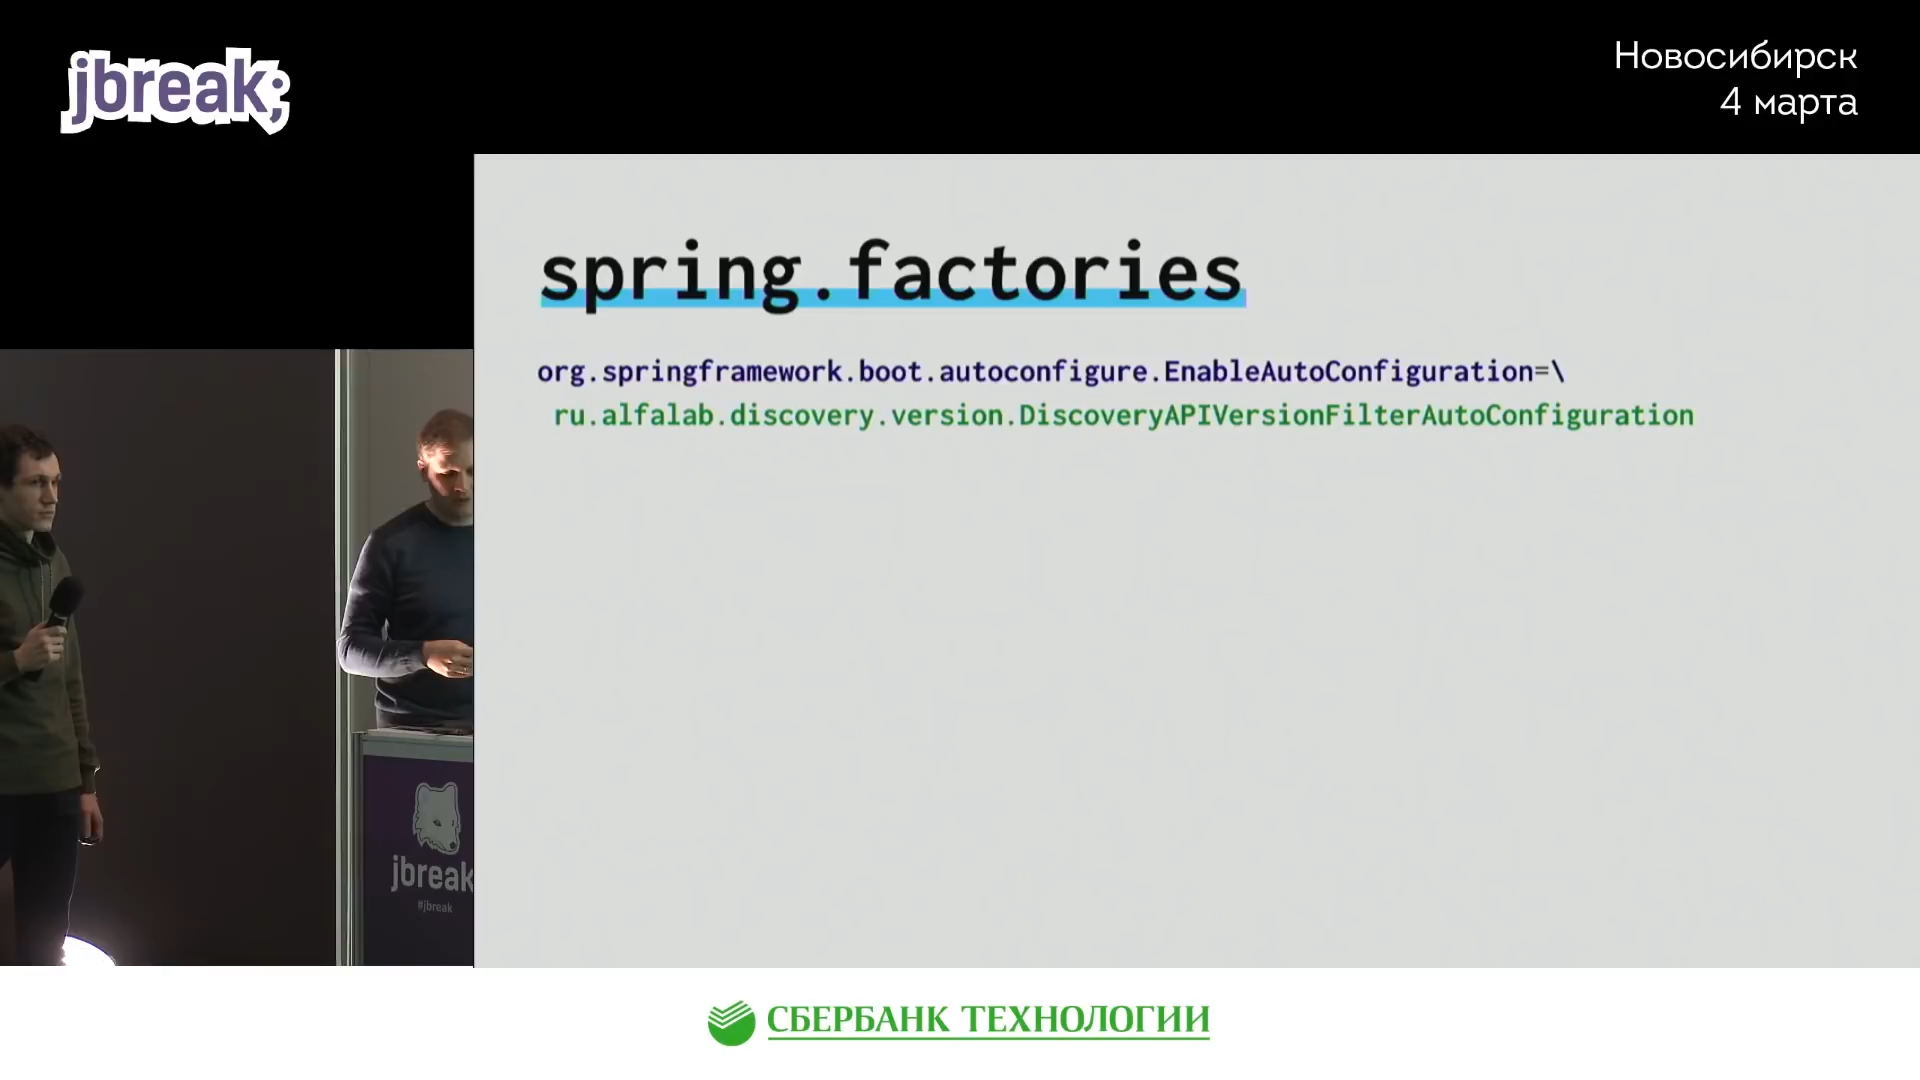 jbreak;
Новосибирск
4 марта
spring.factories
org.springframework.boot.autoconfigure.EnableAutoConfiguration=\
ru.alfalab.discovery.version.DiscoveryAPIVersionFilterAutoConfiguration
jbreak
#jbreak
СБЕРБАНК ТЕХНОЛОГИИ